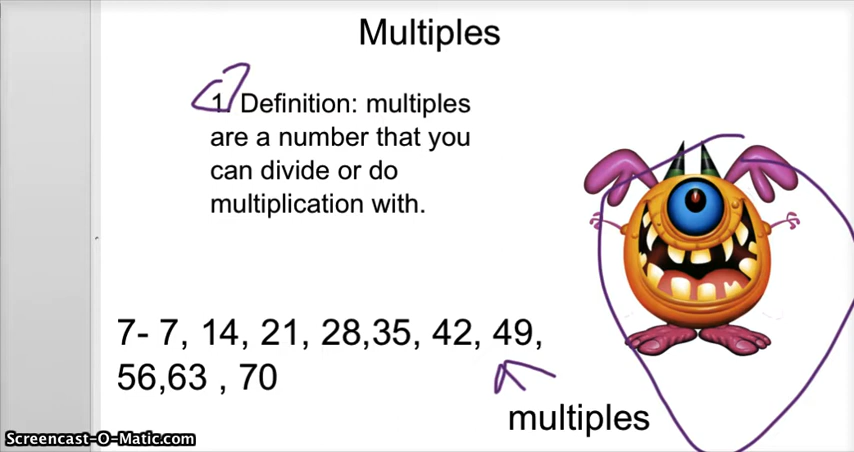 Multiples
1. Definition: multiples
are a number that you
can divide or do
multiplication with.
7- 7, 14, 21, 28,35, 42, 49,
56,63 , 70
multiples
Screencast-O-Matic.com